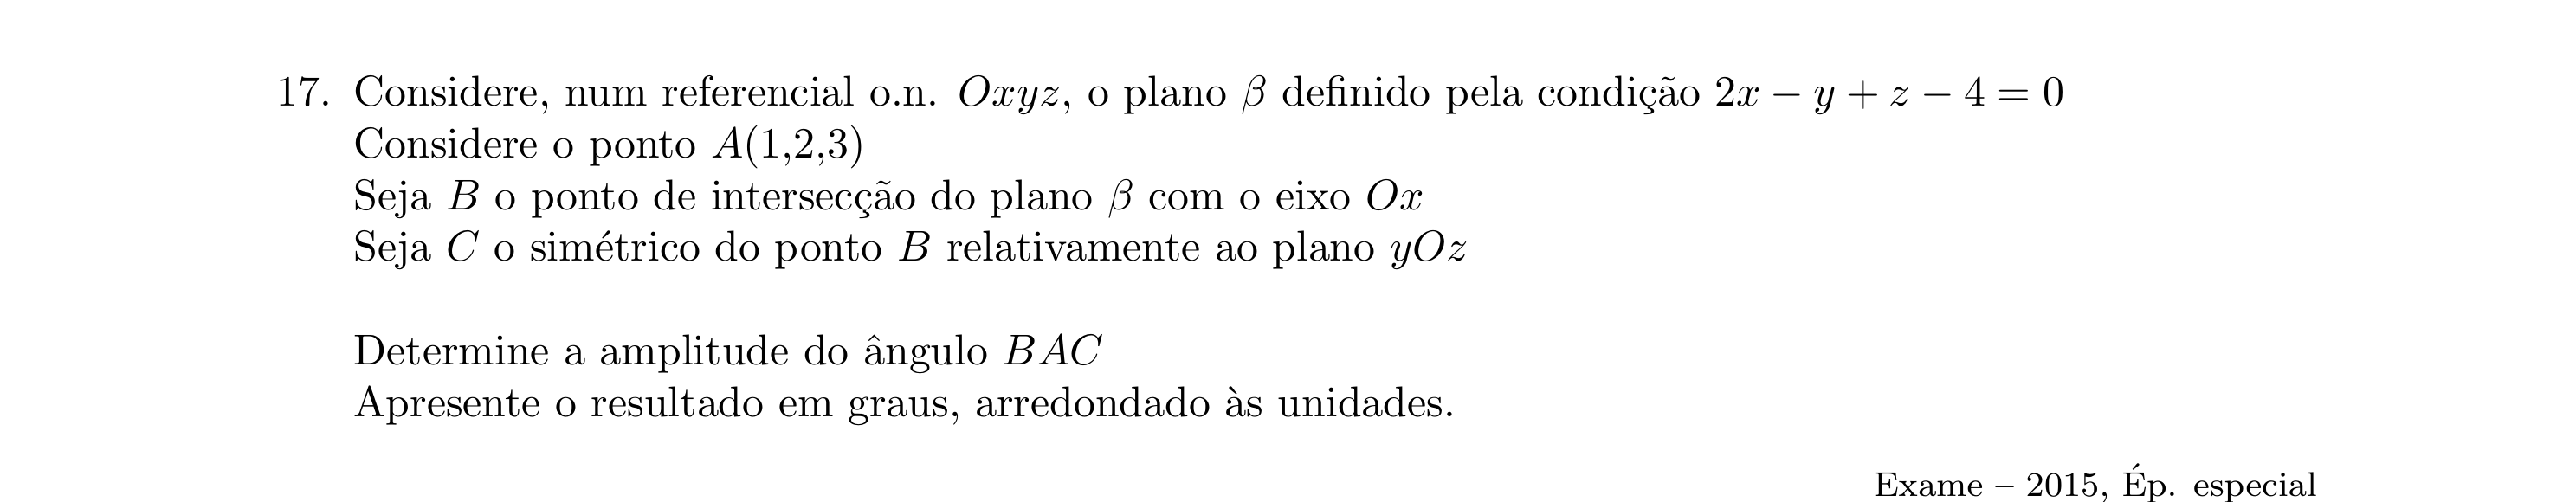 17. Considere, num referencial o.n. Oxyz, o plano β definido pela condição 2x − y + z − 4 = 0
Considere o ponto A(1,2,3)
Seja B o ponto de intersecção do plano β com o eixo Ox
Seja C o simétrico do ponto B relativamente ao plano yOz
Determine a amplitude do ângulo BAC
Apresente o resultado em graus, arredondado às unidades.
Exame – 2015, Ép. especial